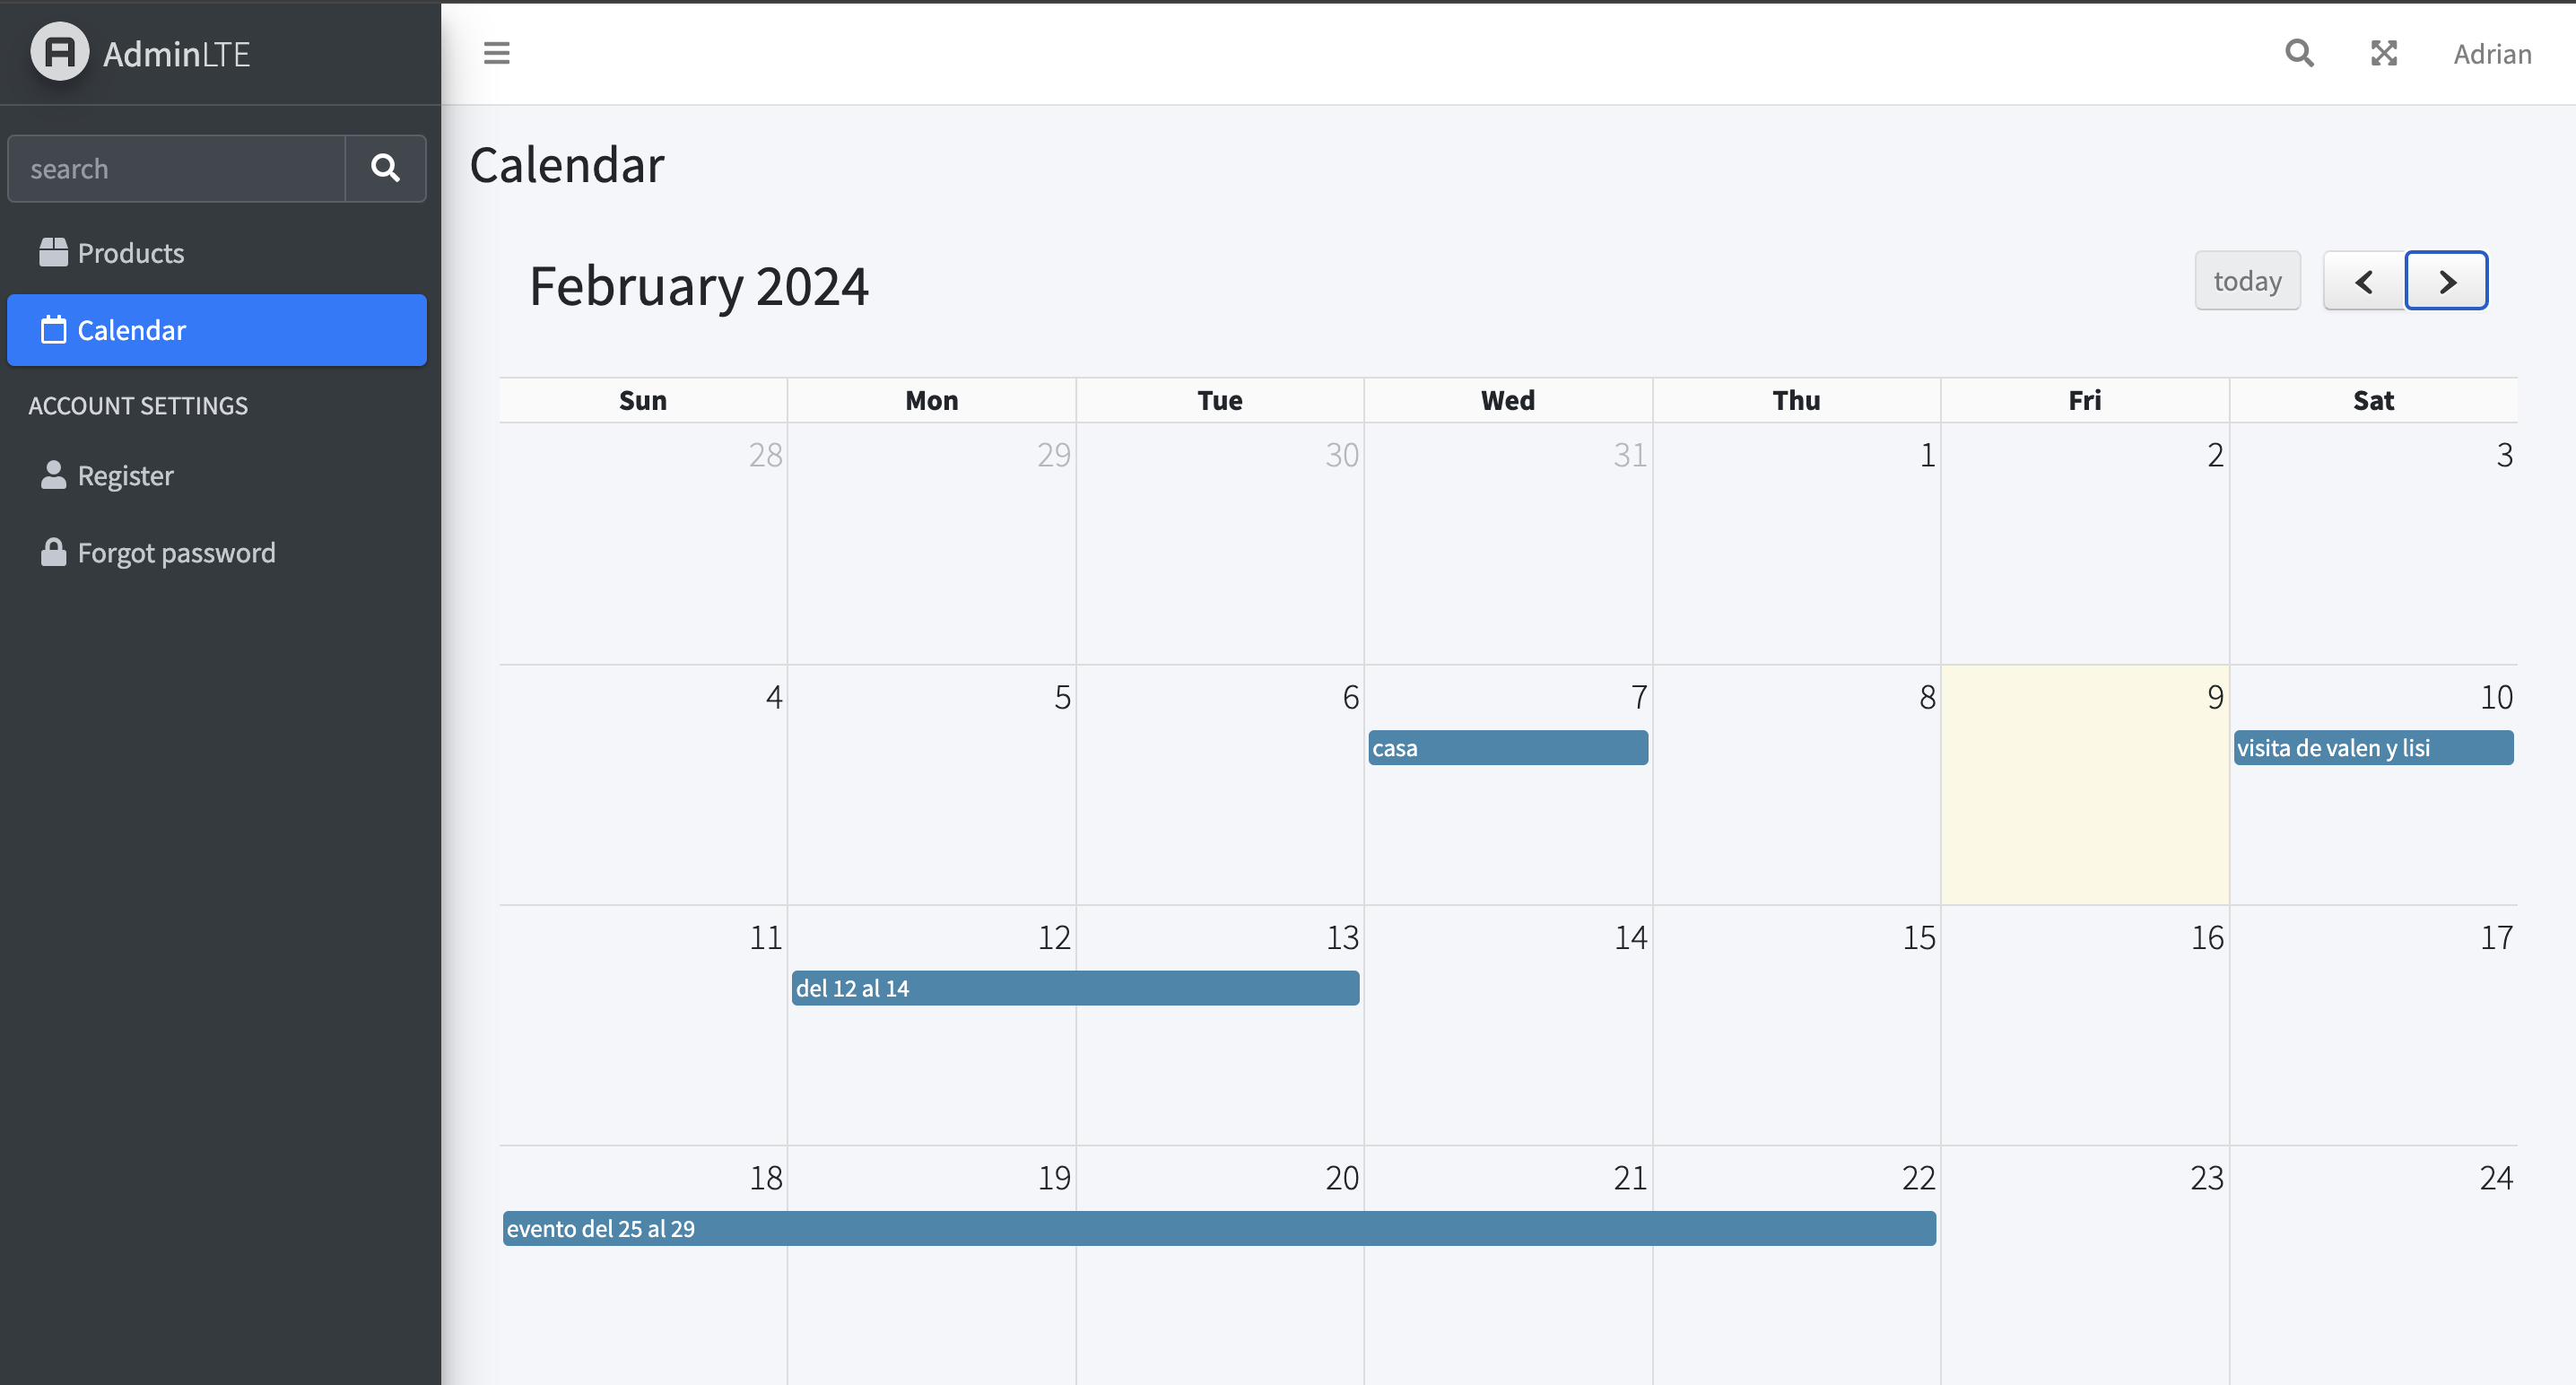 AdminLTE
Adrian
search
Products
Calendar
ACCOUNT SETTINGS
Register
Forgot password
Calendar
February 2024
today
Sun Mon Tue Wed Thu Fri Sat
28 29 30 31 1 2 3
4 5 6 7 8 9 10
casa visita de valen y lisi
11 12 13 14 15 16 17
del 12 al 14
18 19 20 21 22 23 24
evento del 25 al 29